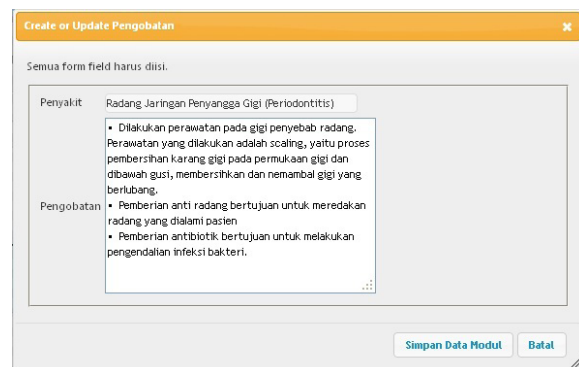 Create or Update Pengobatan
Semua form field harus diisi.
Penyakit Radang Jaringan Penyangga Gigi (Periodontitis)
• Dilakukan perawatan pada gigi penyebab radang.
Perawatan yang dilakukan adalah scaling, yaitu proses
pembersihan karang gigi pada permukaan gigi dan
dibawah gusi, membersihkan dan nemambal gigi yang
berlubang.
Pengobatan • Pemberian anti radang bertujuan untuk meredakan
radang yang dialami pasien
• Pemberian antibiotik bertujuan untuk melakukan
pengendalian infeksi bakteri.
Simpan Data Modul Batal